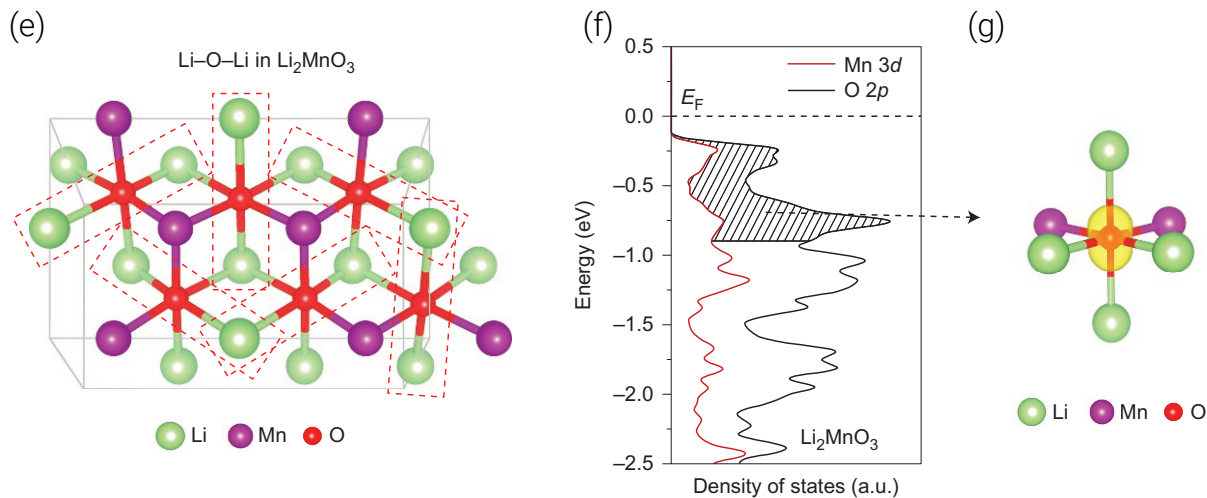 (e)
Li–O–Li in Li₂MnO₃
Li Mn O
(f)
0.5
0.0
–0.5
–1.0
–1.5
–2.0
–2.5
Energy (eV)
Mn 3d
O 2p
E_F
Li₂MnO₃
Density of states (a.u.)
(g)
Li Mn O